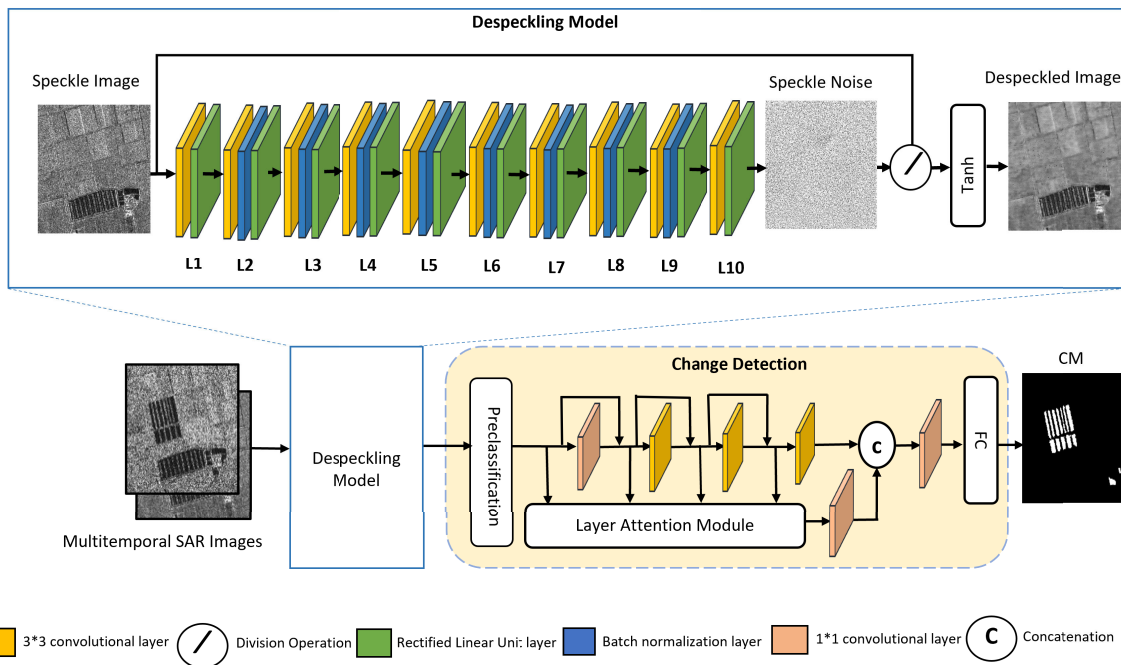 Despeckling Model
Speckle Image
Speckle Noise
Despeckled Image
/
Tanh
L1 L2 L3 L4 L5 L6 L7 L8 L9 L10
Change Detection
CM
Preclassification
Despeckling
Model
C
FC
Layer Attention Module
Multitemporal SAR Images
3*3 convolutional layer
/
Division Operation
Rectified Linear Uni: layer
Batch normalization layer
1*1 convolutional layer
C
Concatenation